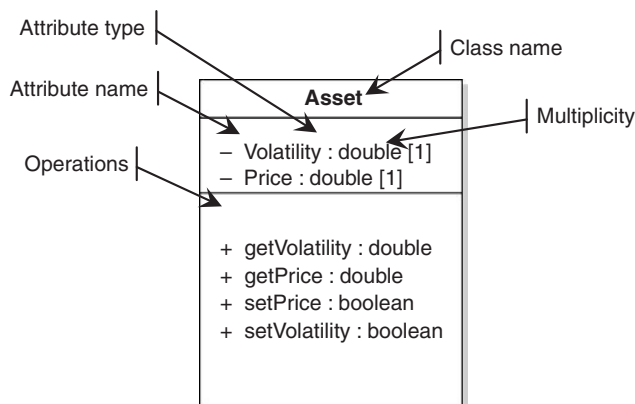 Attribute type
Class name
Attribute name
Asset
Multiplicity
– Volatility : double [1]
Operations
– Price : double [1]
+ getVolatility : double
+ getPrice : double
+ setPrice : boolean
+ setVolatility : boolean